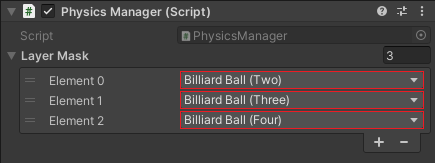 Physics Manager (Script)
Script PhysicsManager
Layer Mask 3
Element 0 Billiard Ball (Two)
Element 1 Billiard Ball (Three)
Element 2 Billiard Ball (Four)